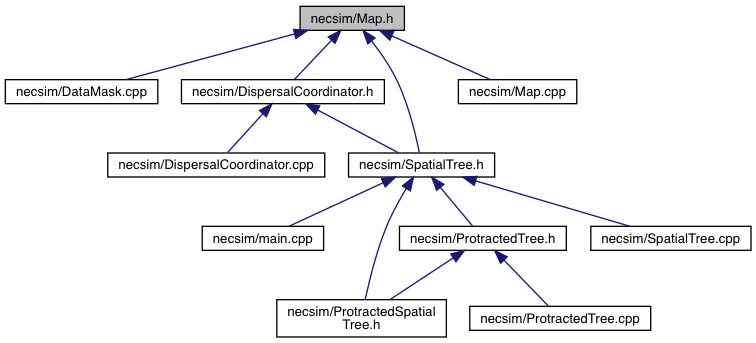 necsim/Map.h
necsim/DataMask.cpp
necsim/DispersalCoordinator.h
necsim/Map.cpp
necsim/DispersalCoordinator.cpp
necsim/SpatialTree.h
necsim/main.cpp
necsim/ProtractedTree.h
necsim/SpatialTree.cpp
necsim/ProtractedSpatial
Tree.h
necsim/ProtractedTree.cpp